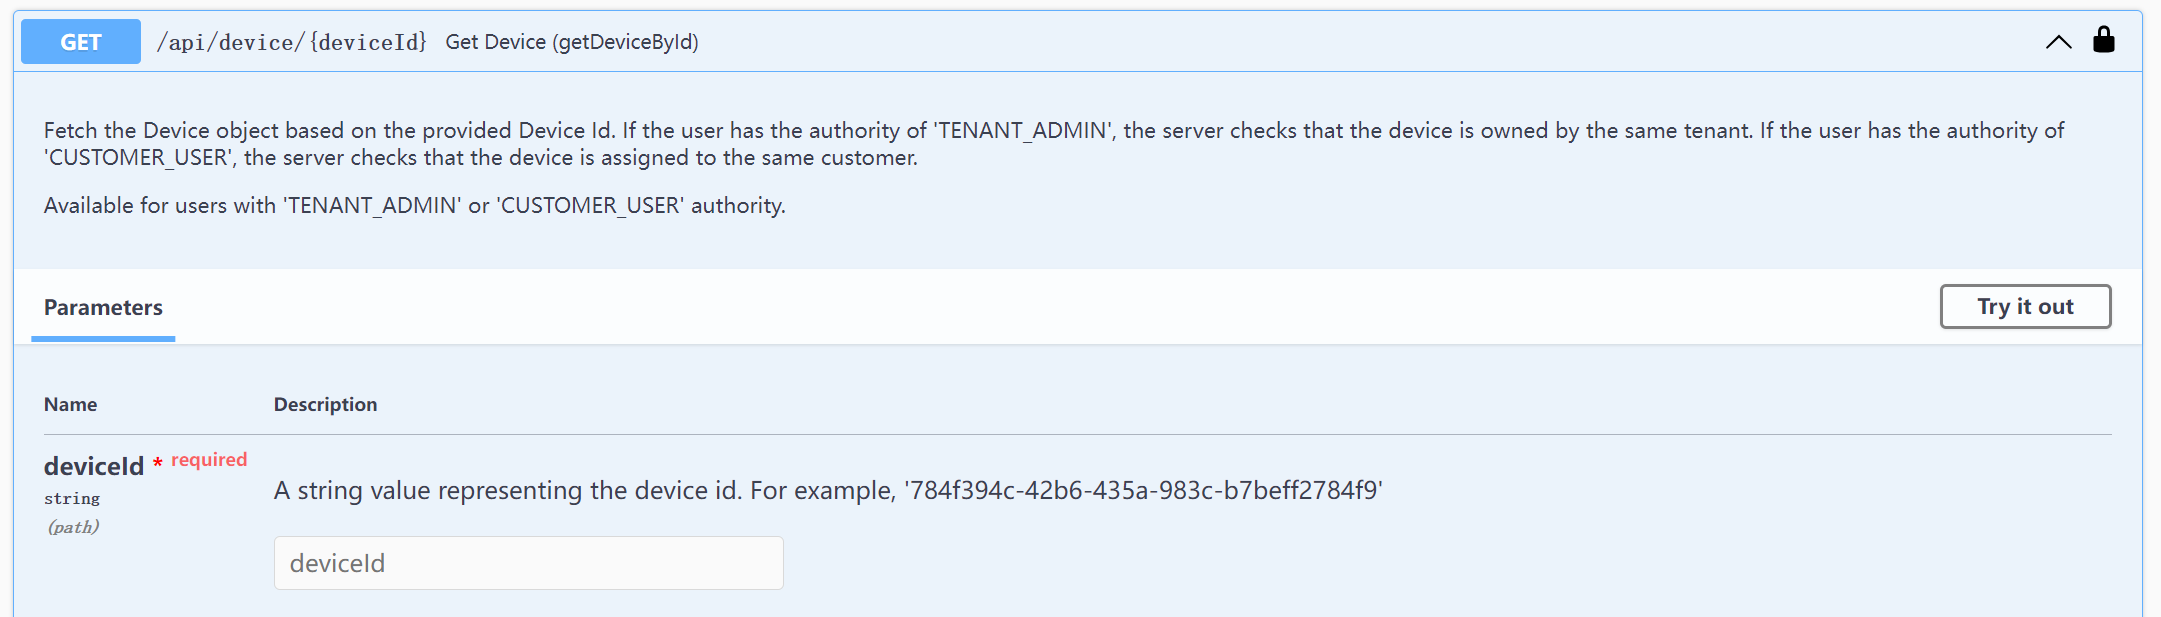 GET /api/device/{deviceId} Get Device (getDeviceById)
Fetch the Device object based on the provided Device Id. If the user has the authority of 'TENANT_ADMIN', the server checks that the device is owned by the same tenant. If the user has the authority of
'CUSTOMER_USER', the server checks that the device is assigned to the same customer.
Available for users with 'TENANT_ADMIN' or 'CUSTOMER_USER' authority.
Parameters
Try it out
Name Description
deviceId * required
string
(path)
A string value representing the device id. For example, '784f394c-42b6-435a-983c-b7beff2784f9'
deviceId